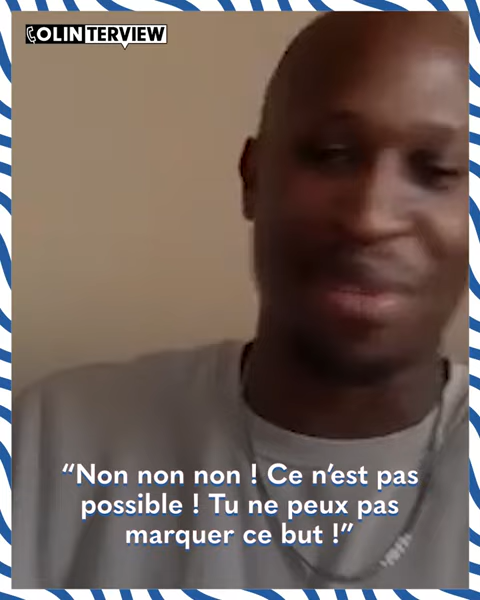 COLINTERVIEW
“Non non non ! Ce n’est pas
possible ! Tu ne peux pas
marquer ce but !”